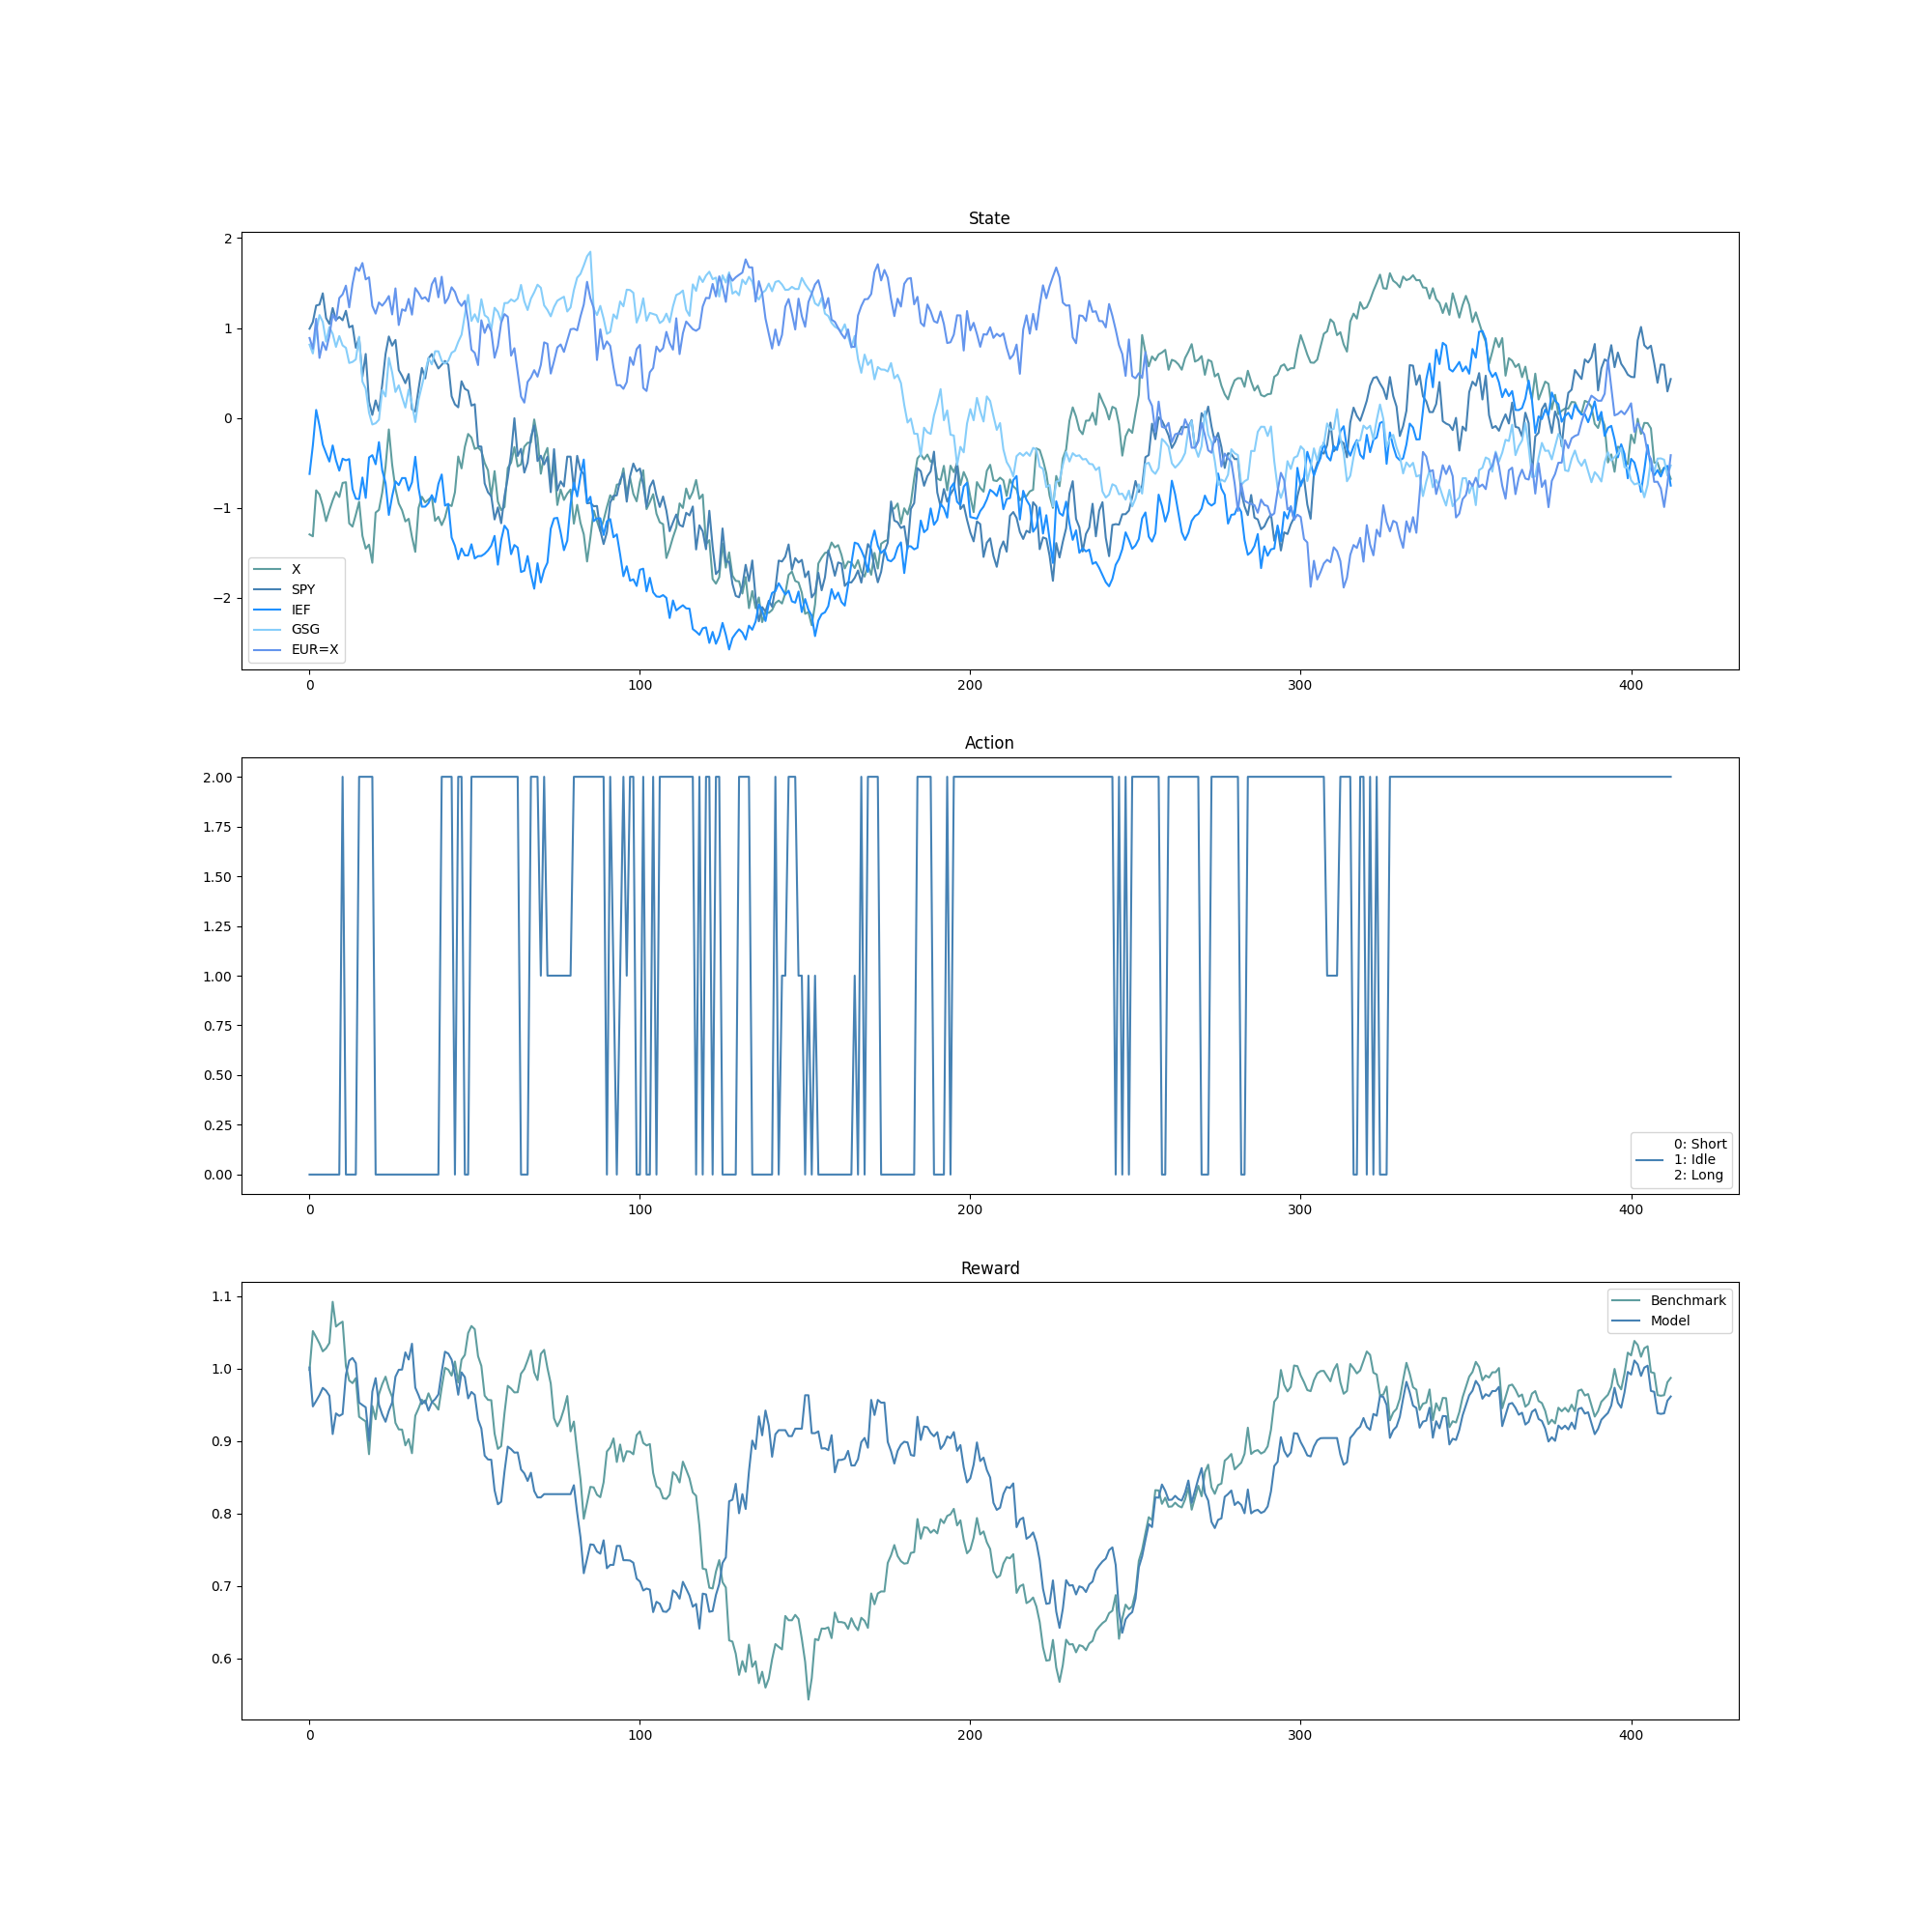 State
2
1
0
−1
−2
X
SPY
IEF
GSG
EUR=X
0 100 200 300 400
Action
2.00
1.75
1.50
1.25
1.00
0.75
0.50
0.25
0.00
0: Short
1: Idle
2: Long
0 100 200 300 400
Reward
1.1
1.0
0.9
0.8
0.7
0.6
Benchmark
Model
0 100 200 300 400